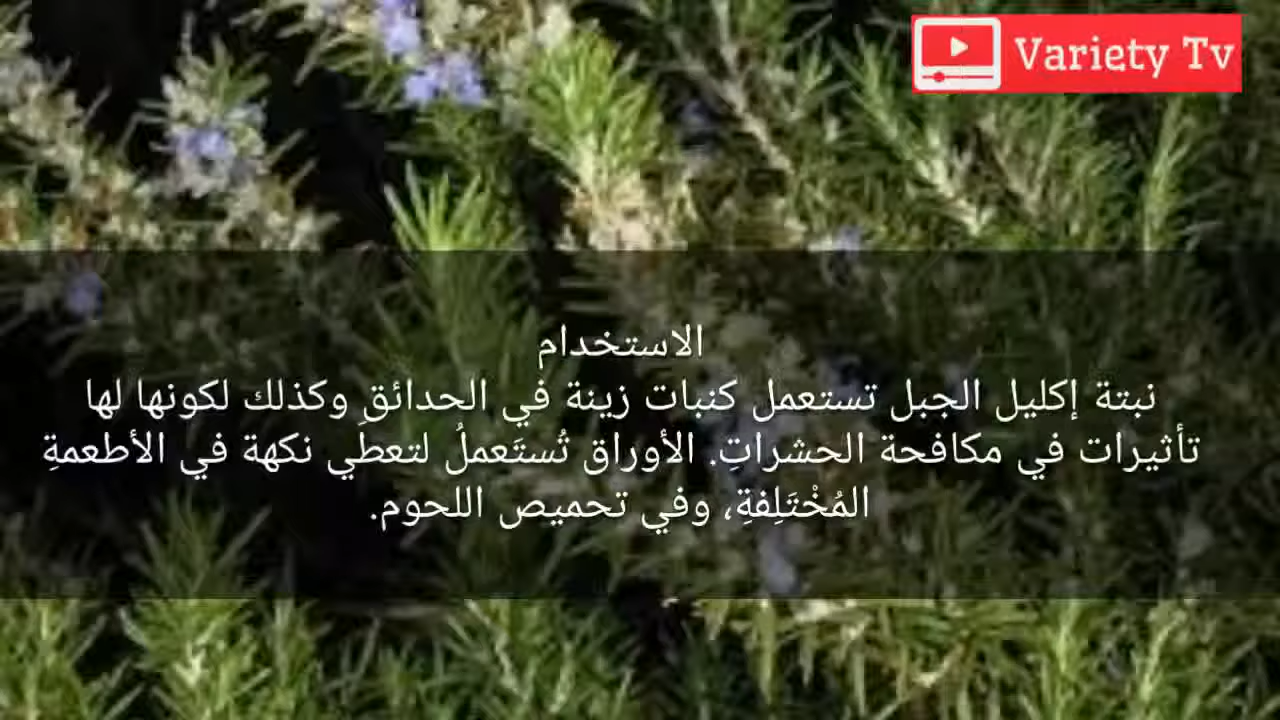 Variety Tv
الاستخدام
نبتة إكليل الجبل تستعمل كنبات زينة في الحدائقِ وكذلك لكونها لها
تأثيرات في مكافحة الحشراتِ. الأوراق تُستَعملُ لتعطِي نكهة في الأطعمةِ
المُخْتَلِفةِ، وفي تحميص اللحوم.